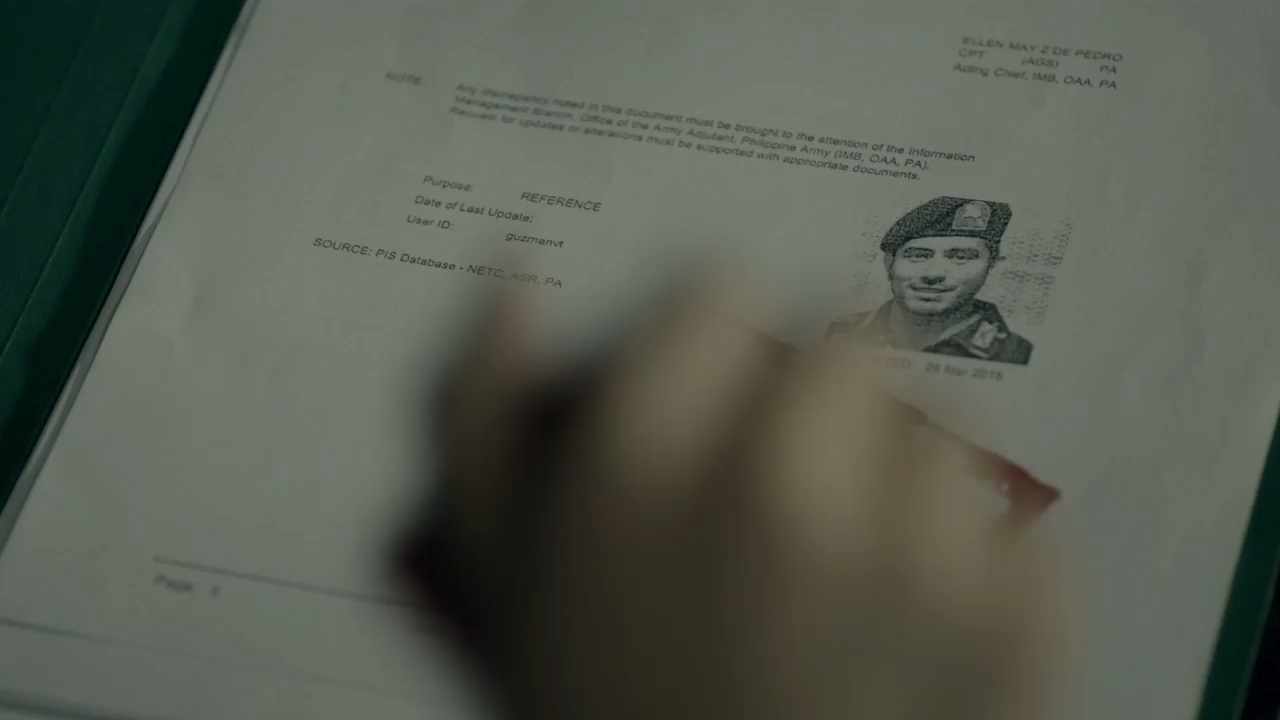 ELLEN MAY Z DE PEDRO
CPT (AGS) PA
Acting Chief, IMB, OAA, PA
NOTE: Any discrepancy noted in this document must be brought to the attention of the Information
Management Branch, Office of the Army Adjutant, Philippine Army (IMB, OAA, PA).
Request for updates or alterations must be supported with appropriate documents.
Purpose: REFERENCE
Date of Last Update:
User ID: guzmanvt
SOURCE: PIS Database - NETC, ASR, PA
28 Mar 2016
Page: 1